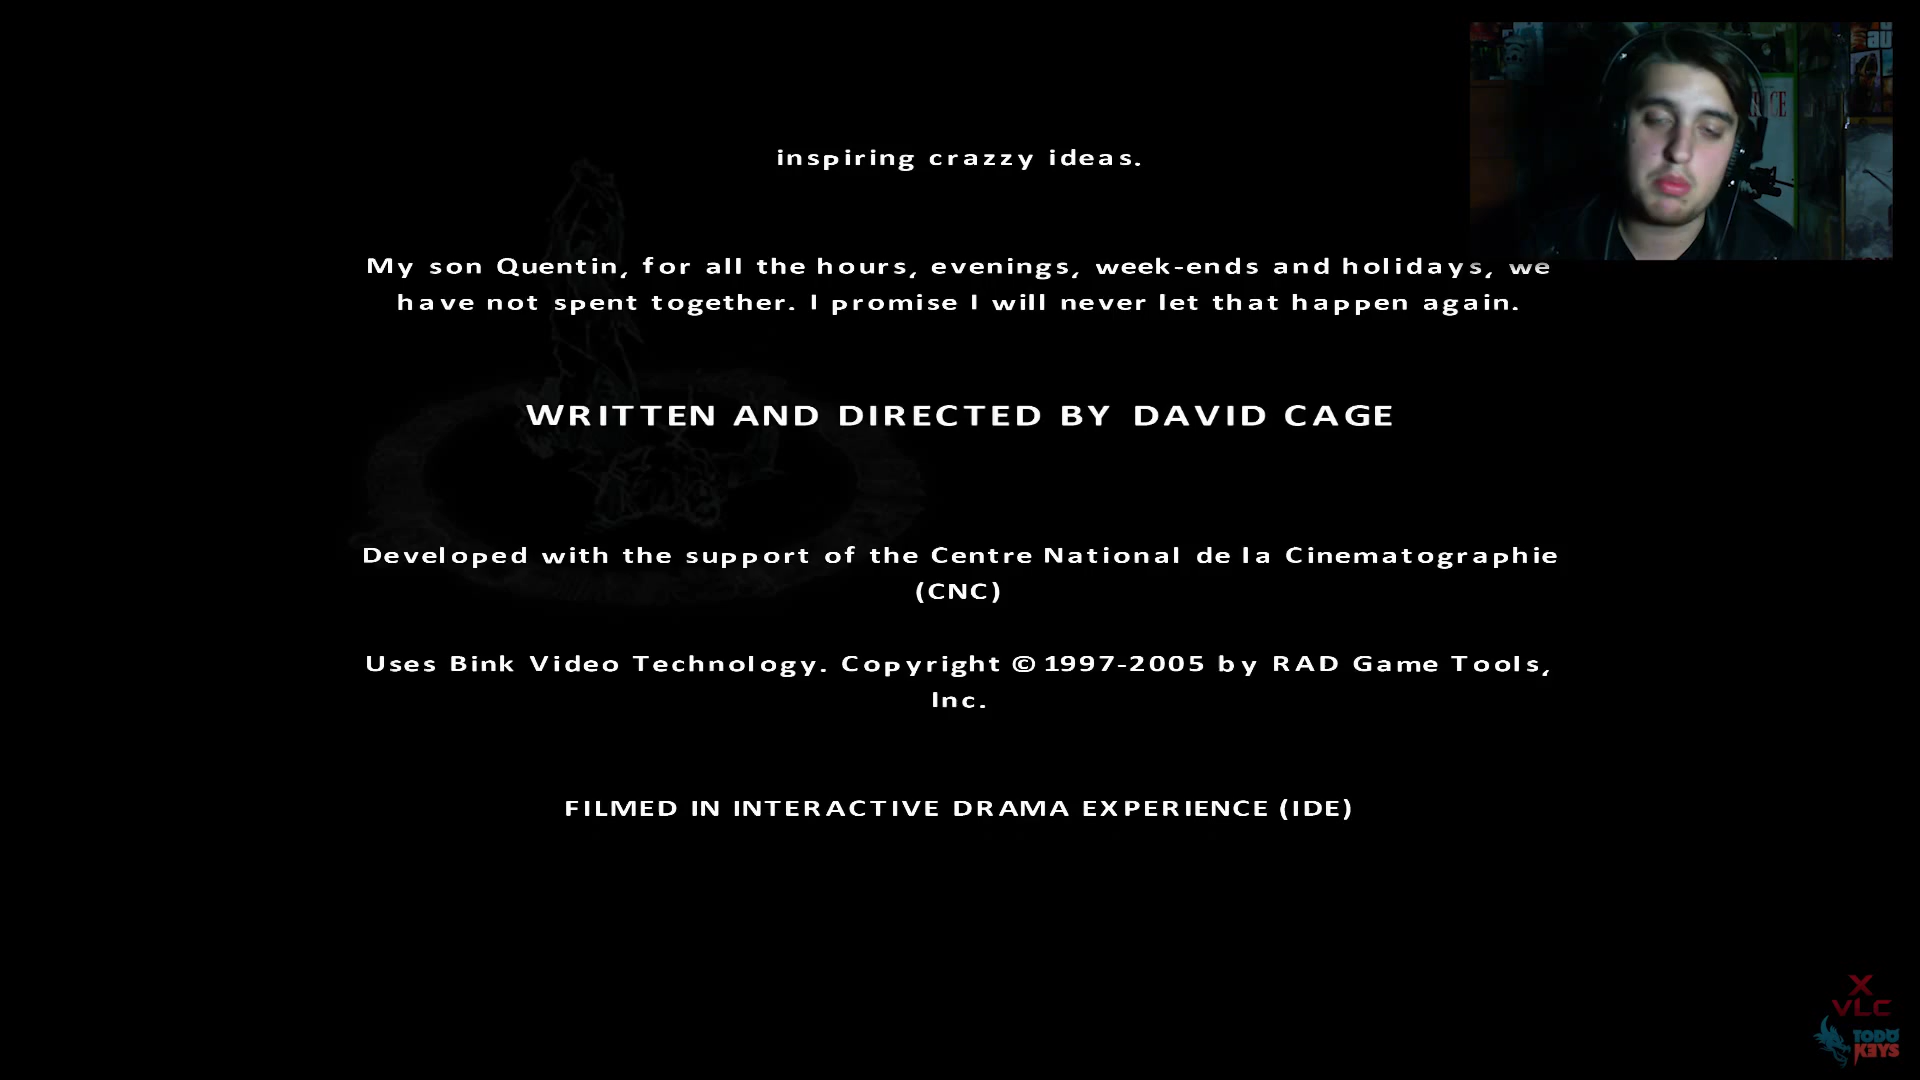 inspiring crazzy ideas.
My son Quentin, for all the hours, evenings, week-ends and holidays, we
have not spent together. I promise I will never let that happen again.
WRITTEN AND DIRECTED BY DAVID CAGE
Developed with the support of the Centre National de la Cinematographie
(CNC)
Uses Bink Video Technology. Copyright © 1997-2005 by RAD Game Tools,
Inc.
FILMED IN INTERACTIVE DRAMA EXPERIENCE (IDE)
X
VLC
TODO
KEYS